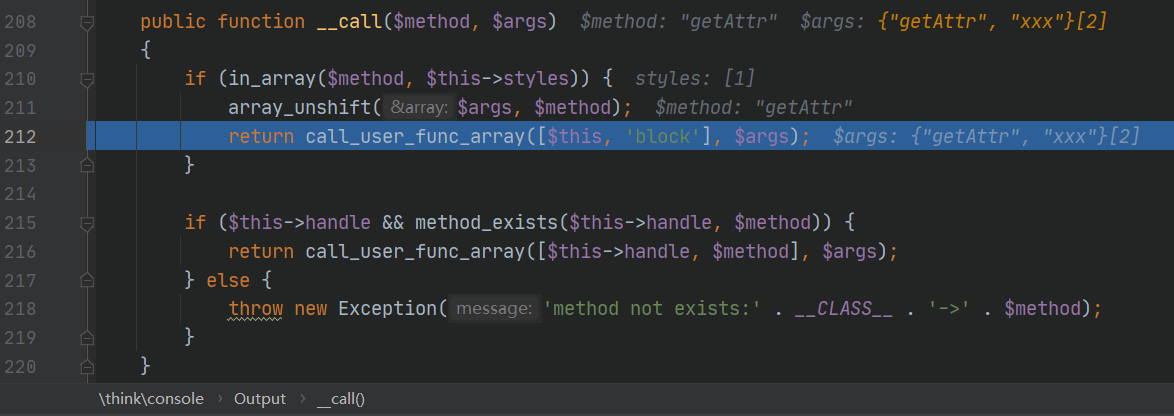 208 public function __call($method, $args) $method: "getAttr" $args: {"getAttr", "xxx"}[2]
209 {
210 if (in_array($method, $this->styles)) { styles: [1]
211 array_unshift( &array: $args, $method); $method: "getAttr"
212 return call_user_func_array([$this, 'block'], $args); $args: {"getAttr", "xxx"}[2]
213 }
214
215 if ($this->handle && method_exists($this->handle, $method)) {
216 return call_user_func_array([$this->handle, $method], $args);
217 } else {
218 throw new Exception( message: 'method not exists:' . __CLASS__ . '->' . $method);
219 }
220 }
\think\console › Output › __call()